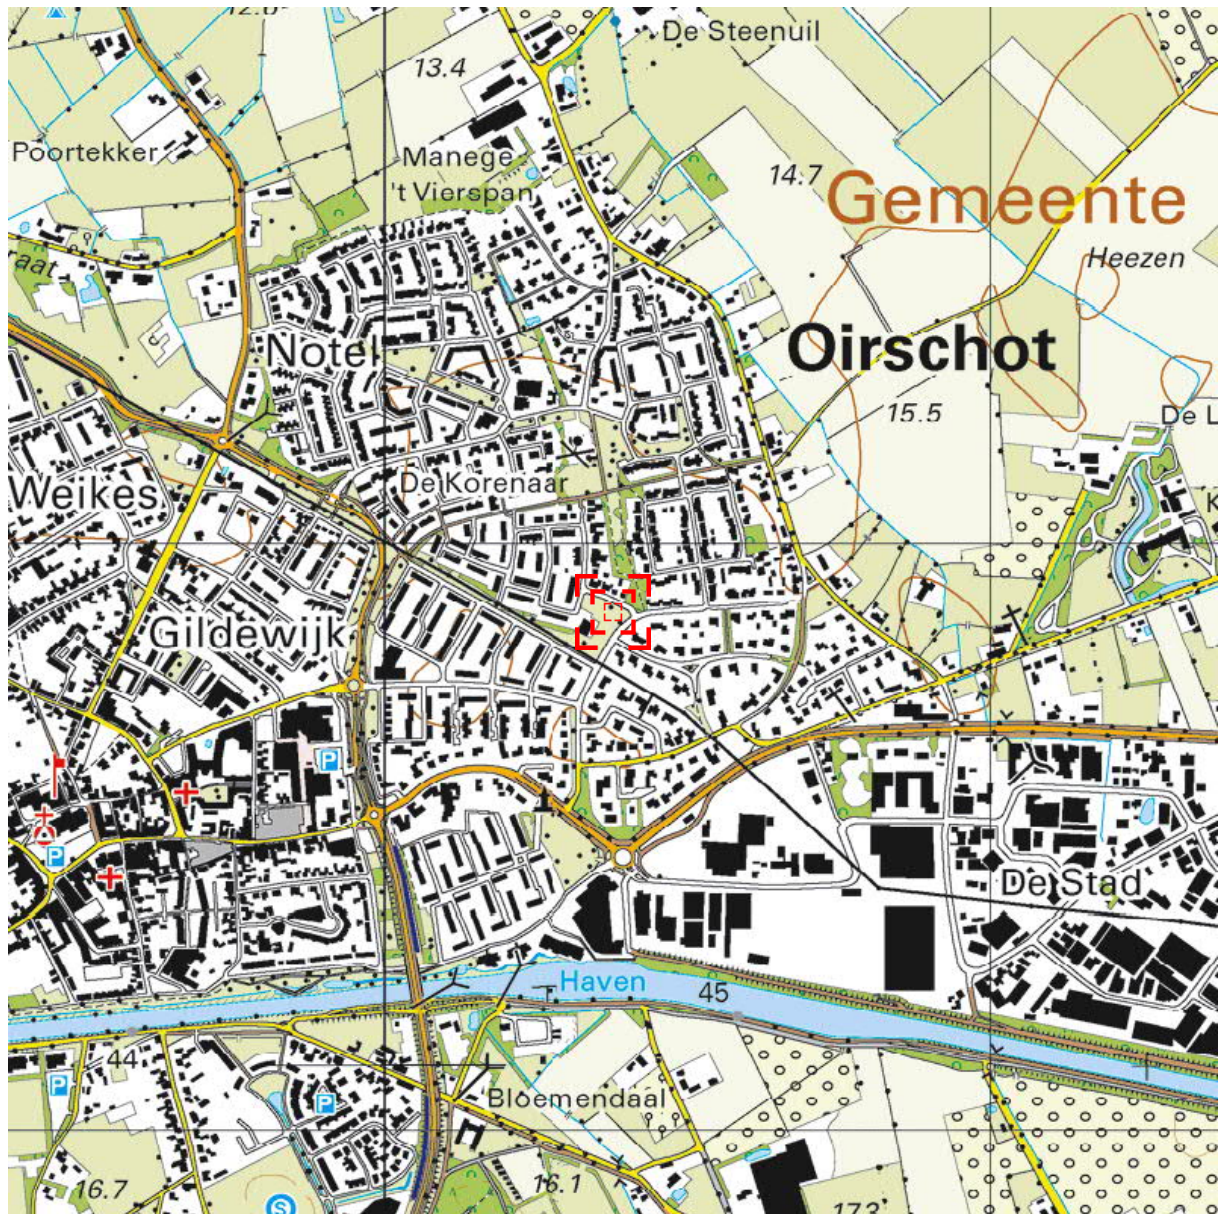 De Steenuil
13.4
Poortekker
Manege
't Vierspan
14.7
Gemeente
raat
Heezen
Notel
Oirschot
15.5
De L
De Korenaar
Weikes
K
Gildewijk
P
P
De Stad
Haven
45
44
P
P
Bloemendaal
16.7
16.1
S